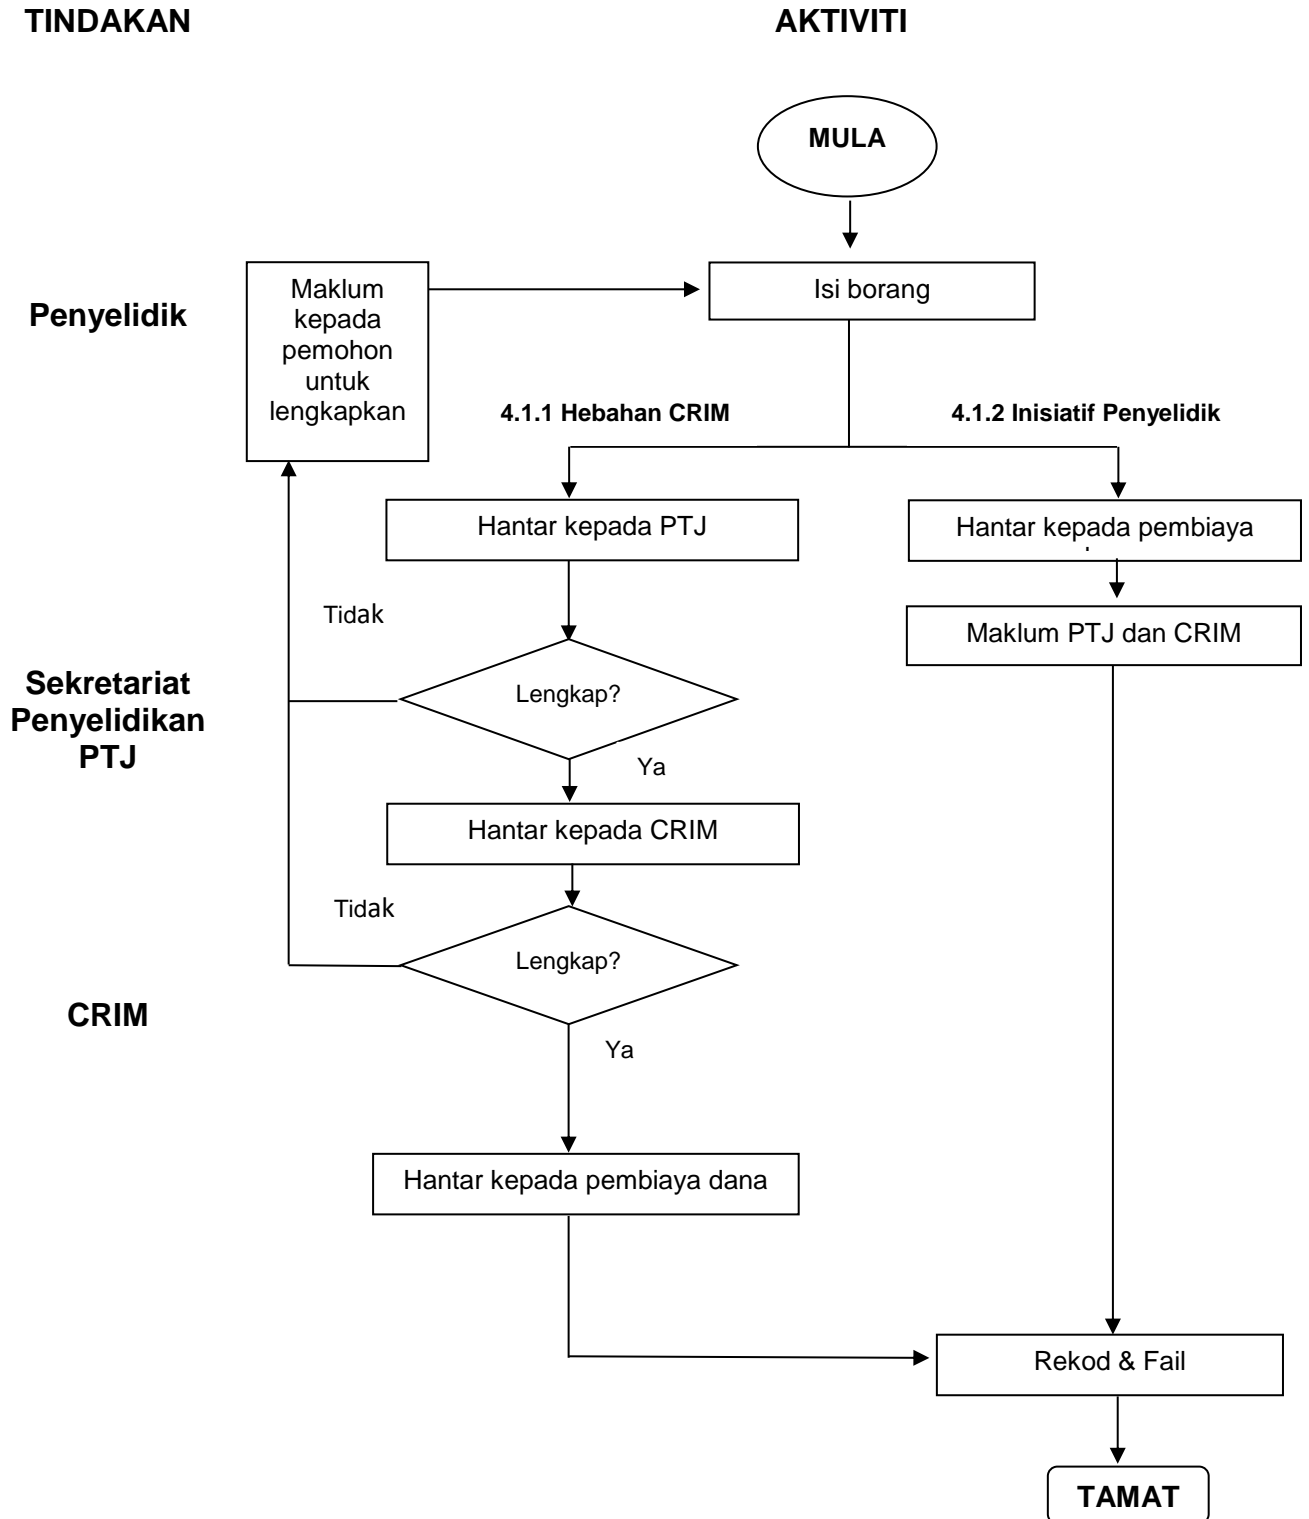 TINDAKAN
AKTIVITI
MULA
Penyelidik
Maklum
kepada
pemohon
untuk
lengkapkan
Isi borang
4.1.1 Hebahan CRIM
4.1.2 Inisiatif Penyelidik
Hantar kepada PTJ
Hantar kepada pembiaya
Tidak
Maklum PTJ dan CRIM
Sekretariat
Penyelidikan
PTJ
Lengkap?
Ya
Hantar kepada CRIM
Tidak
Lengkap?
CRIM
Ya
Hantar kepada pembiaya dana
Rekod & Fail
TAMAT